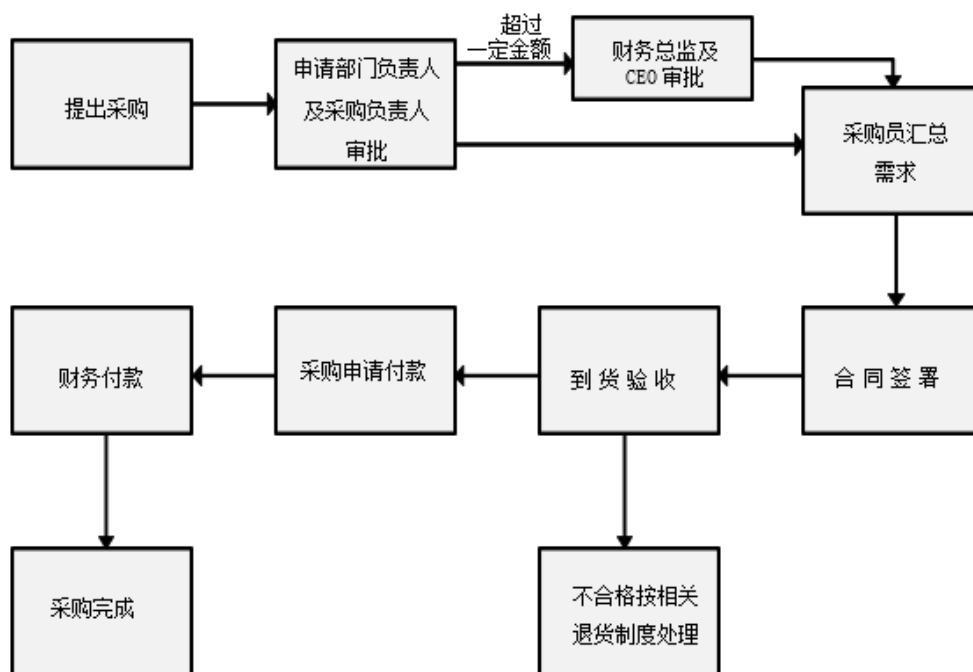 提出采购
申请部门负责人
及采购负责人
审批
超过
一定金额
财务总监及
CEO 审批
采购员汇总
需求
合同签署
到货验收
采购申请付款
财务付款
采购完成
不合格按相关
退货制度处理